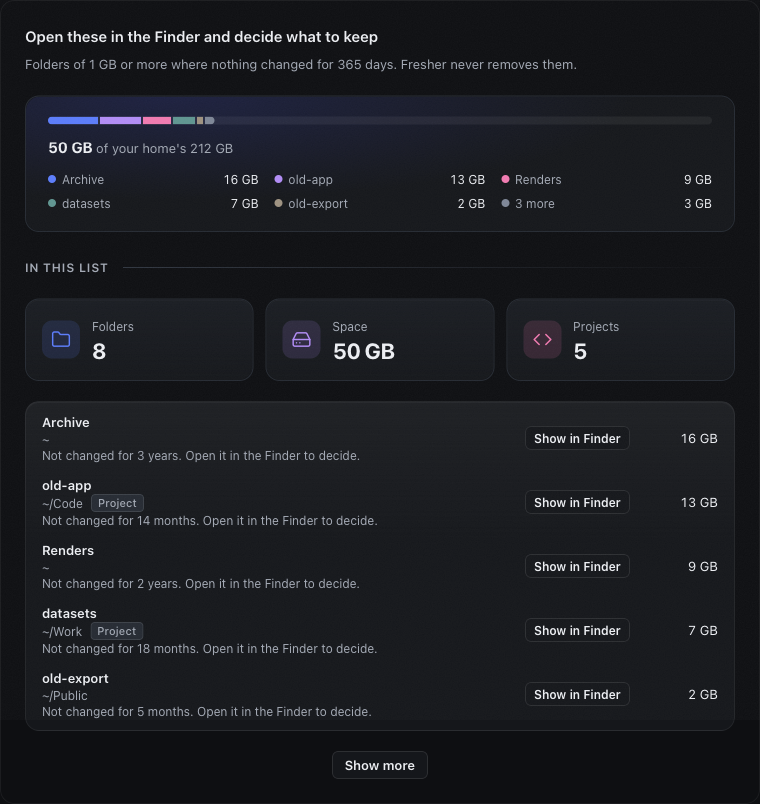 Open these in the Finder and decide what to keep
Folders of 1 GB or more where nothing changed for 365 days. Fresher never removes them.
50 GB of your home's 212 GB
Archive 16 GB old-app 13 GB Renders 9 GB
datasets 7 GB old-export 2 GB 3 more 3 GB
IN THIS LIST
Folders
8
Space
50 GB
Projects
5
Archive
~
Not changed for 3 years. Open it in the Finder to decide.
Show in Finder 16 GB
old-app
~/Code Project
Not changed for 14 months. Open it in the Finder to decide.
Show in Finder 13 GB
Renders
~
Not changed for 2 years. Open it in the Finder to decide.
Show in Finder 9 GB
datasets
~/Work Project
Not changed for 18 months. Open it in the Finder to decide.
Show in Finder 7 GB
old-export
~/Public
Not changed for 5 months. Open it in the Finder to decide.
Show in Finder 2 GB
Show more